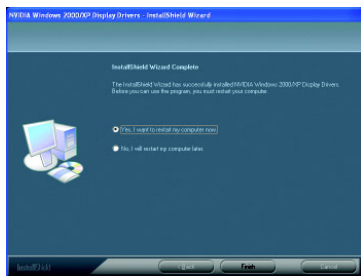 NVIDIA Windows 2000/XP Display Drivers - InstallShield Wizard
InstallShield Wizard Complete
The InstallShield Wizard has successfully installed NVIDIA Windows 2000/XP Display Drivers.
Before you can use the program, you must restart your computer.
Yes, I want to restart my computer now.
No, I will restart my computer later.
InstallShield
Finish
Cancel